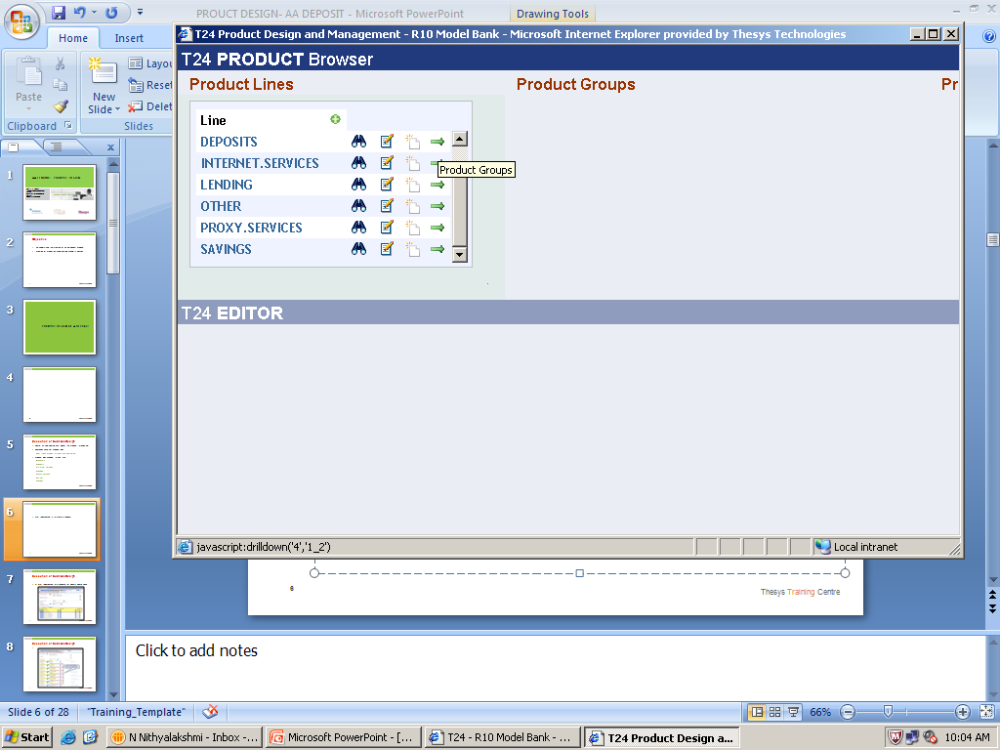 PROUCT DESIGN- AA DEPOSIT - Microsoft PowerPoint
Drawing Tools
Home
Insert
Paste
New
Slide
Layou
Reset
Delet
Clipboard
Slides
T24 Product Design and Management - R10 Model Bank - Microsoft Internet Explorer provided by Thesys Technologies
T24 PRODUCT Browser
Product Lines
Product Groups
Pr
Line
DEPOSITS
INTERNET.SERVICES
Product Groups
LENDING
OTHER
PROXY.SERVICES
SAVINGS
T24 EDITOR
javascript:drilldown('4','1_2')
Local intranet
1
2
3
4
5
6
7
8
6
Thesys Training Centre
Click to add notes
Slide 6 of 28
"Training_Template"
66%
Start
N Nithyalakshmi - Inbox - ...
Microsoft PowerPoint - [...
T24 - R10 Model Bank - ...
T24 Product Design a...
10:04 AM